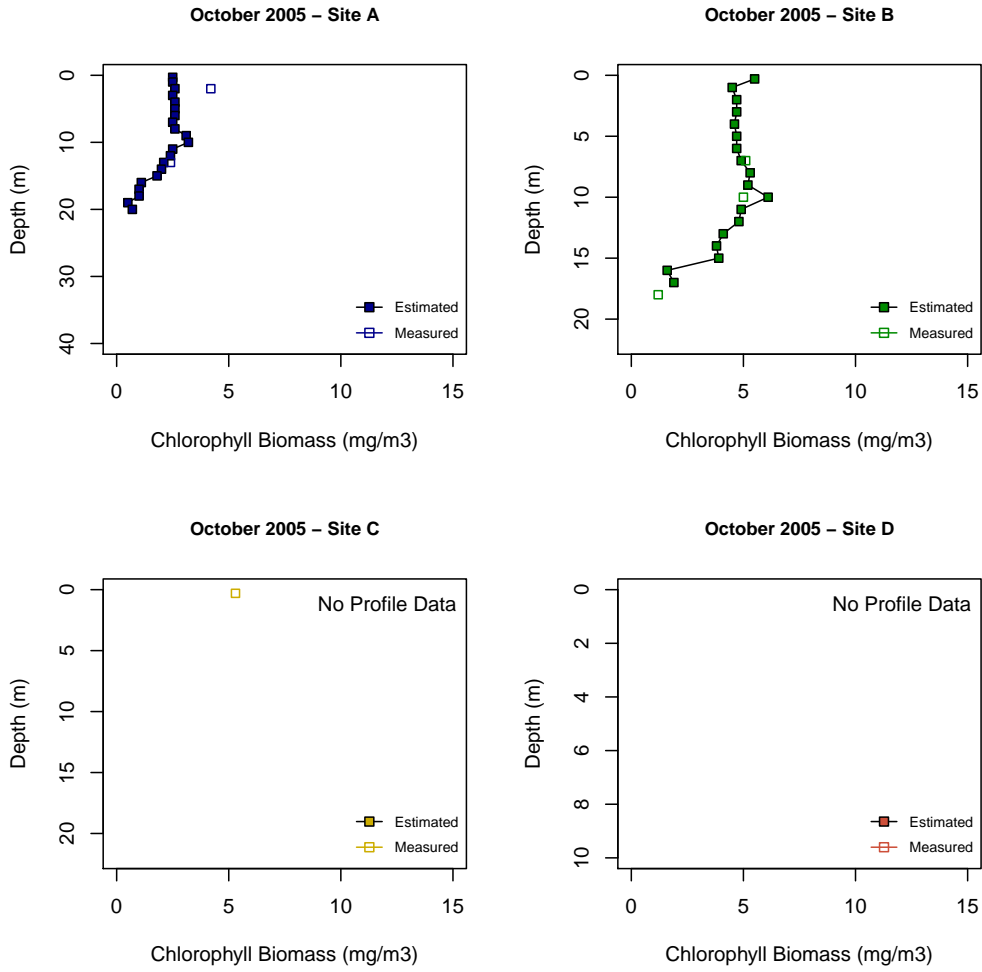 October 2005 – Site A
0
10
20
30
40
Depth (m)
Estimated
Measured
0 5 10 15
Chlorophyll Biomass (mg/m3)
October 2005 – Site B
0
5
10
15
20
Depth (m)
Estimated
Measured
0 5 10 15
Chlorophyll Biomass (mg/m3)
October 2005 – Site C
No Profile Data
0
5
10
15
20
Depth (m)
Estimated
Measured
0 5 10 15
Chlorophyll Biomass (mg/m3)
October 2005 – Site D
No Profile Data
0
2
4
6
8
10
Depth (m)
Estimated
Measured
0 5 10 15
Chlorophyll Biomass (mg/m3)